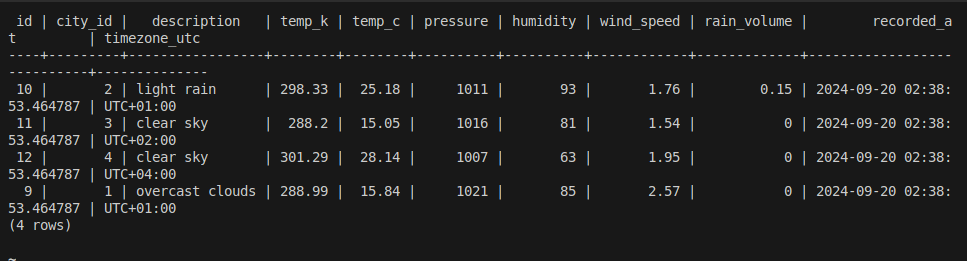 id | city_id |   description    | temp_k | temp_c | pressure | humidity | wind_speed | rain_volume |        recorded_a
t        | timezone_utc
----+---------+------------------+--------+--------+----------+----------+------------+-------------+------------------
----------+--------------
 10 |       2 | light rain       | 298.33 |  25.18 |     1011 |       93 |       1.76 |        0.15 | 2024-09-20 02:38:
53.464787 | UTC+01:00
 11 |       3 | clear sky        |  288.2 |  15.05 |     1016 |       81 |       1.54 |           0 | 2024-09-20 02:38:
53.464787 | UTC+02:00
 12 |       4 | clear sky        | 301.29 |  28.14 |     1007 |       63 |       1.95 |           0 | 2024-09-20 02:38:
53.464787 | UTC+04:00
  9 |       1 | overcast clouds | 288.99 |  15.84 |     1021 |       85 |       2.57 |           0 | 2024-09-20 02:38:
53.464787 | UTC+01:00
(4 rows)
~